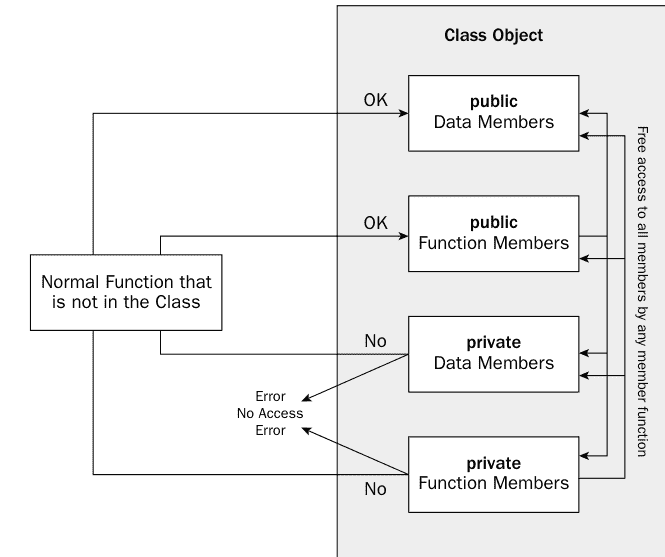 Class Object
OK
public
Data Members
OK
public
Function Members
Normal Function that
is not in the Class
No
private
Data Members
Error
No Access
Error
private
Function Members
No
Free access to all members by any member function